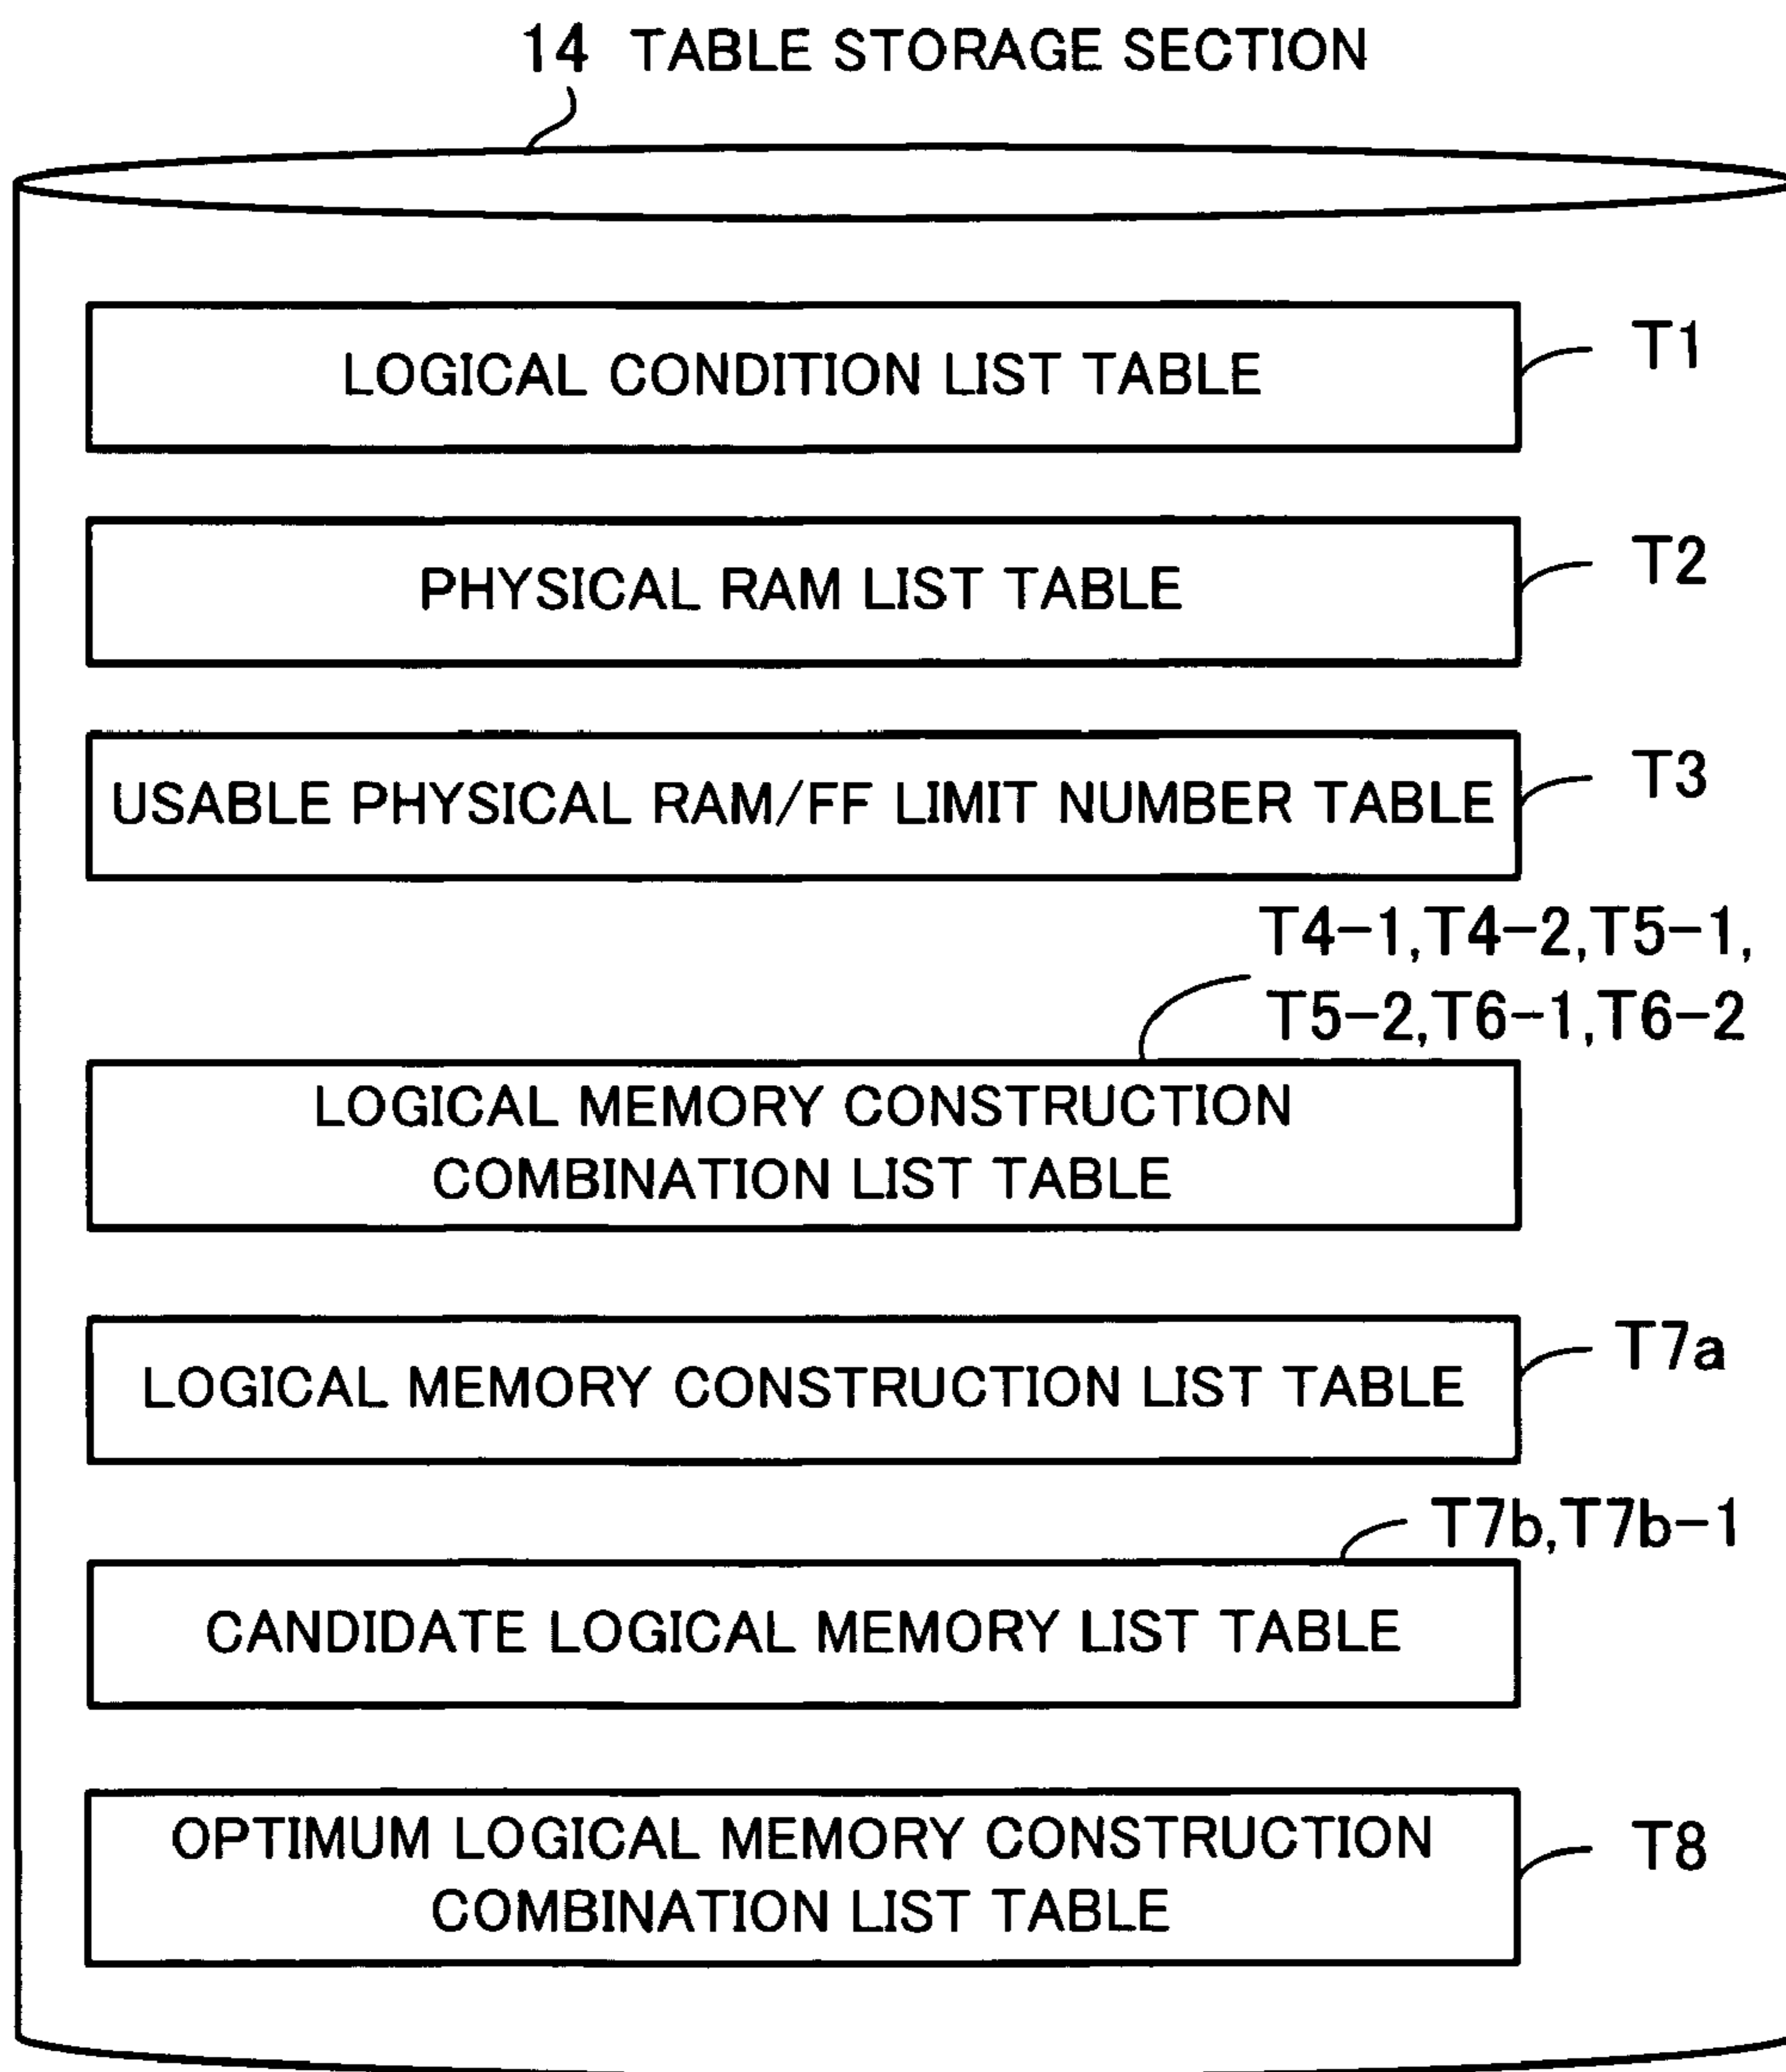 14 TABLE STORAGE SECTION
LOGICAL CONDITION LIST TABLE
T1
PHYSICAL RAM LIST TABLE
T2
USABLE PHYSICAL RAM/FF LIMIT NUMBER TABLE
T3
T4-1,T4-2,T5-1,
T5-2,T6-1,T6-2
LOGICAL MEMORY CONSTRUCTION
COMBINATION LIST TABLE
LOGICAL MEMORY CONSTRUCTION LIST TABLE
T7a
T7b,T7b-1
CANDIDATE LOGICAL MEMORY LIST TABLE
OPTIMUM LOGICAL MEMORY CONSTRUCTION
COMBINATION LIST TABLE
T8